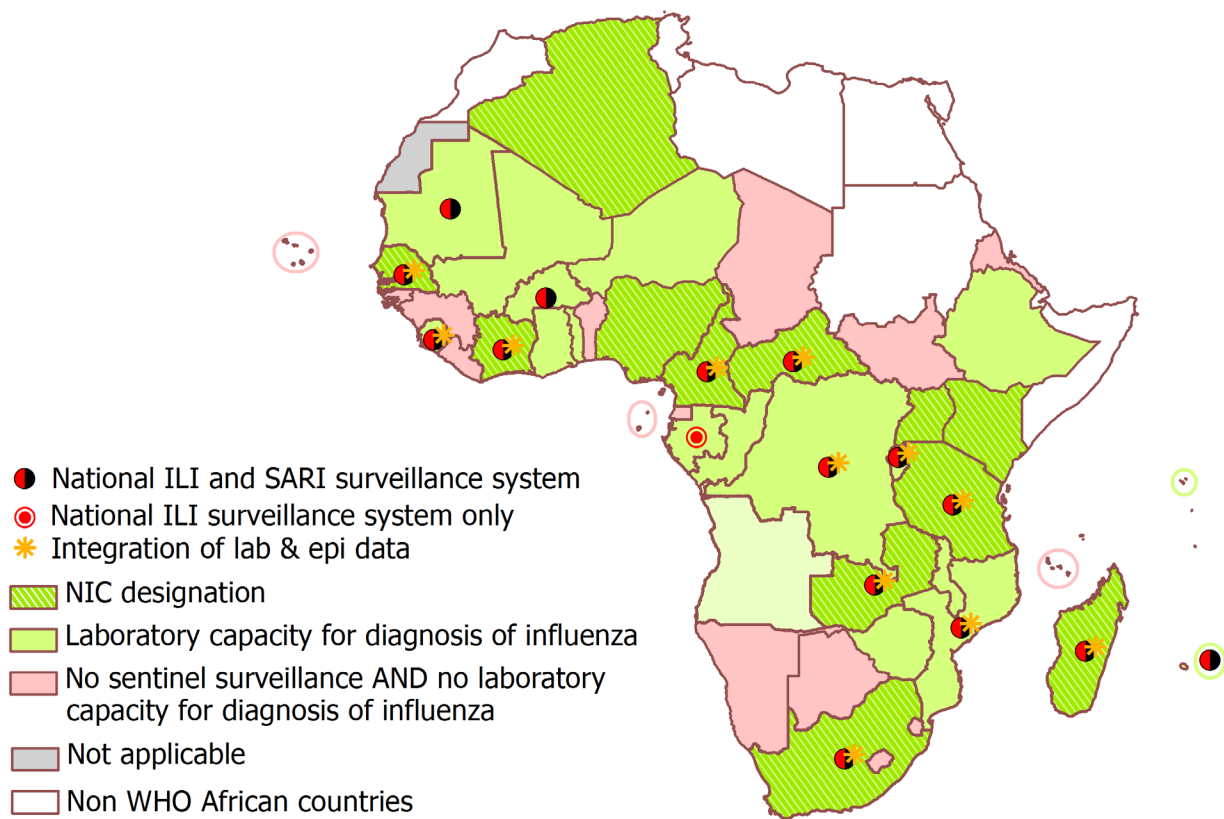 National ILI and SARI surveillance system
National ILI surveillance system only
Integration of lab & epi data
NIC designation
Laboratory capacity for diagnosis of influenza
No sentinel surveillance AND no laboratory
capacity for diagnosis of influenza
Not applicable
Non WHO African countries